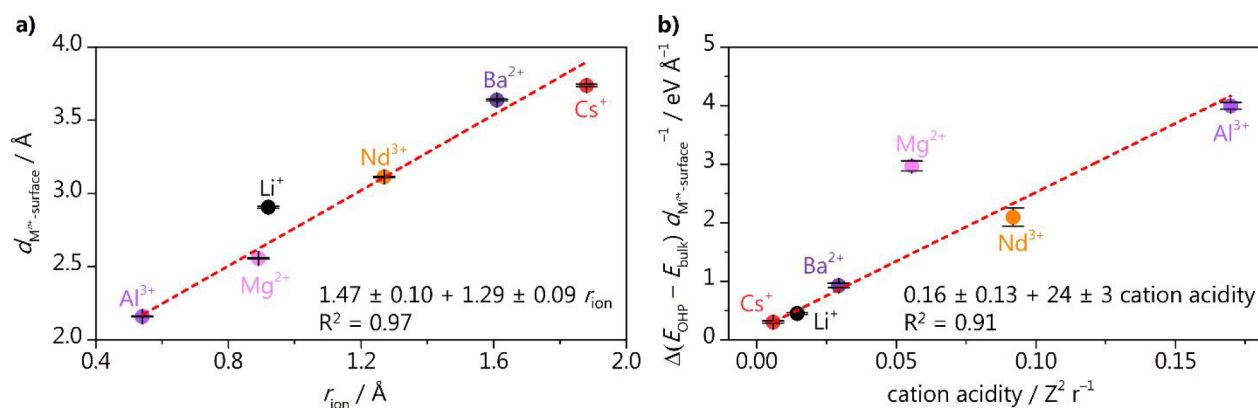 a)
4.0
3.5
3.0
2.5
2.0
d_Mⁿ⁺-surface / Å
Al³⁺
Mg²⁺
Li⁺
Nd³⁺
Ba²⁺
Cs⁺
1.47 ± 0.10 + 1.29 ± 0.09 r_ion
R² = 0.97
0.4 0.8 1.2 1.6 2.0
r_ion / Å
b)
5
4
3
2
1
0
Δ(E_OHP − E_bulk) d_Mⁿ⁺-surface⁻¹ / eV Å⁻¹
Cs⁺
Li⁺
Ba²⁺
Mg²⁺
Nd³⁺
Al³⁺
0.16 ± 0.13 + 24 ± 3 cation acidity
R² = 0.91
0.00 0.05 0.10 0.15
cation acidity / Z² r⁻¹